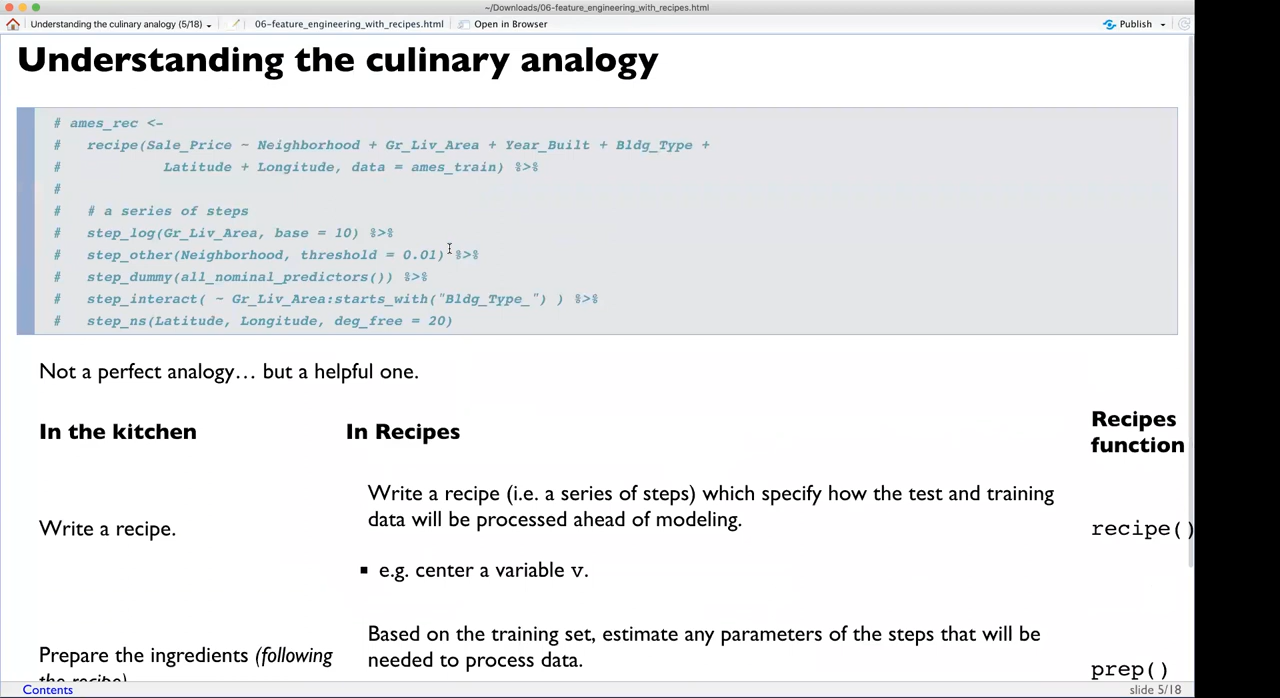 ~/Downloads/06-feature_engineering_with_recipes.html
Understanding the culinary analogy (5/18)
06-feature_engineering_with_recipes.html
Open in Browser
Publish
Understanding the culinary analogy
# ames_rec <-
#   recipe(Sale_Price ~ Neighborhood + Gr_Liv_Area + Year_Built + Bldg_Type +
#            Latitude + Longitude, data = ames_train) %>%
#
#   # a series of steps
#   step_log(Gr_Liv_Area, base = 10) %>%
#   step_other(Neighborhood, threshold = 0.01) %>%
#   step_dummy(all_nominal_predictors()) %>%
#   step_interact( ~ Gr_Liv_Area:starts_with("Bldg_Type_") ) %>%
#   step_ns(Latitude, Longitude, deg_free = 20)
Not a perfect analogy… but a helpful one.
In the kitchen
In Recipes
Recipes
function
Write a recipe.
Write a recipe (i.e. a series of steps) which specify how the test and training
data will be processed ahead of modeling.
▪ e.g. center a variable v.
recipe()
Prepare the ingredients (following
the recipe)
Based on the training set, estimate any parameters of the steps that will be
needed to process data.
prep()
Contents
slide 5/18